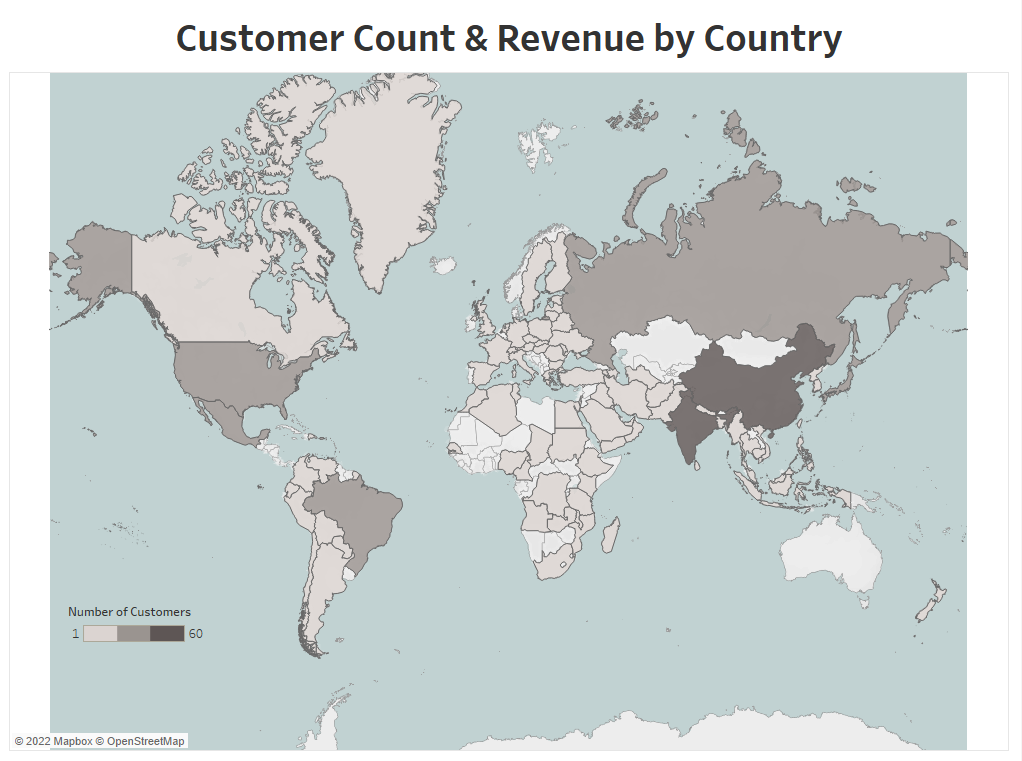 Customer Count & Revenue by Country
Number of Customers
1 60
© 2022 Mapbox © OpenStreetMap